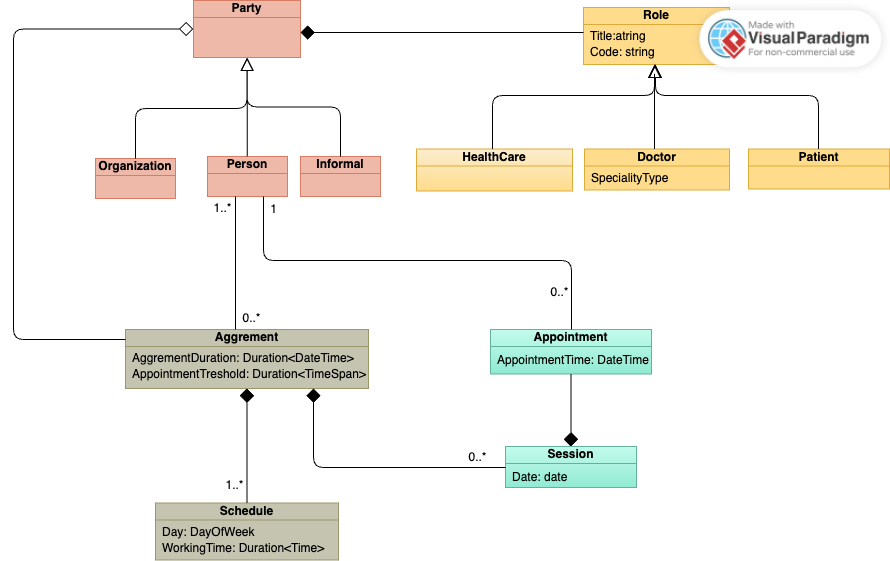 Party
Role
Title:atring
Code: string
Made with
VisualParadigm
For non-commercial use
Organization
Person
Informal
HealthCare
Doctor
SpecialityType
Patient
1..*
1
0..*
0..*
Aggrement
AggrementDuration: Duration<DateTime>
AppointmentTreshold: Duration<TimeSpan>
Appointment
AppointmentTime: DateTime
0..*
Session
Date: date
1..*
Schedule
Day: DayOfWeek
WorkingTime: Duration<Time>